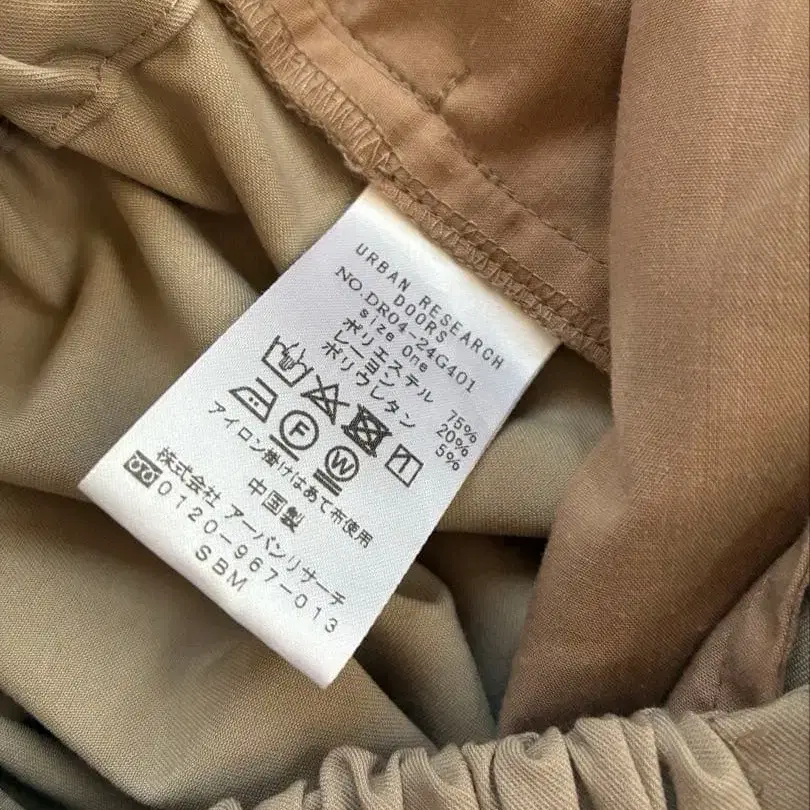 URBAN RESEARCH
DOORS
NO.DR04-24G401
size One
ポリエステル 75%
レーヨン 20%
ポリウレタン 5%
F
W
アイロン掛けはあて布使用
中国製
株式会社 アーバンリサーチ
0120-967-013
SBM